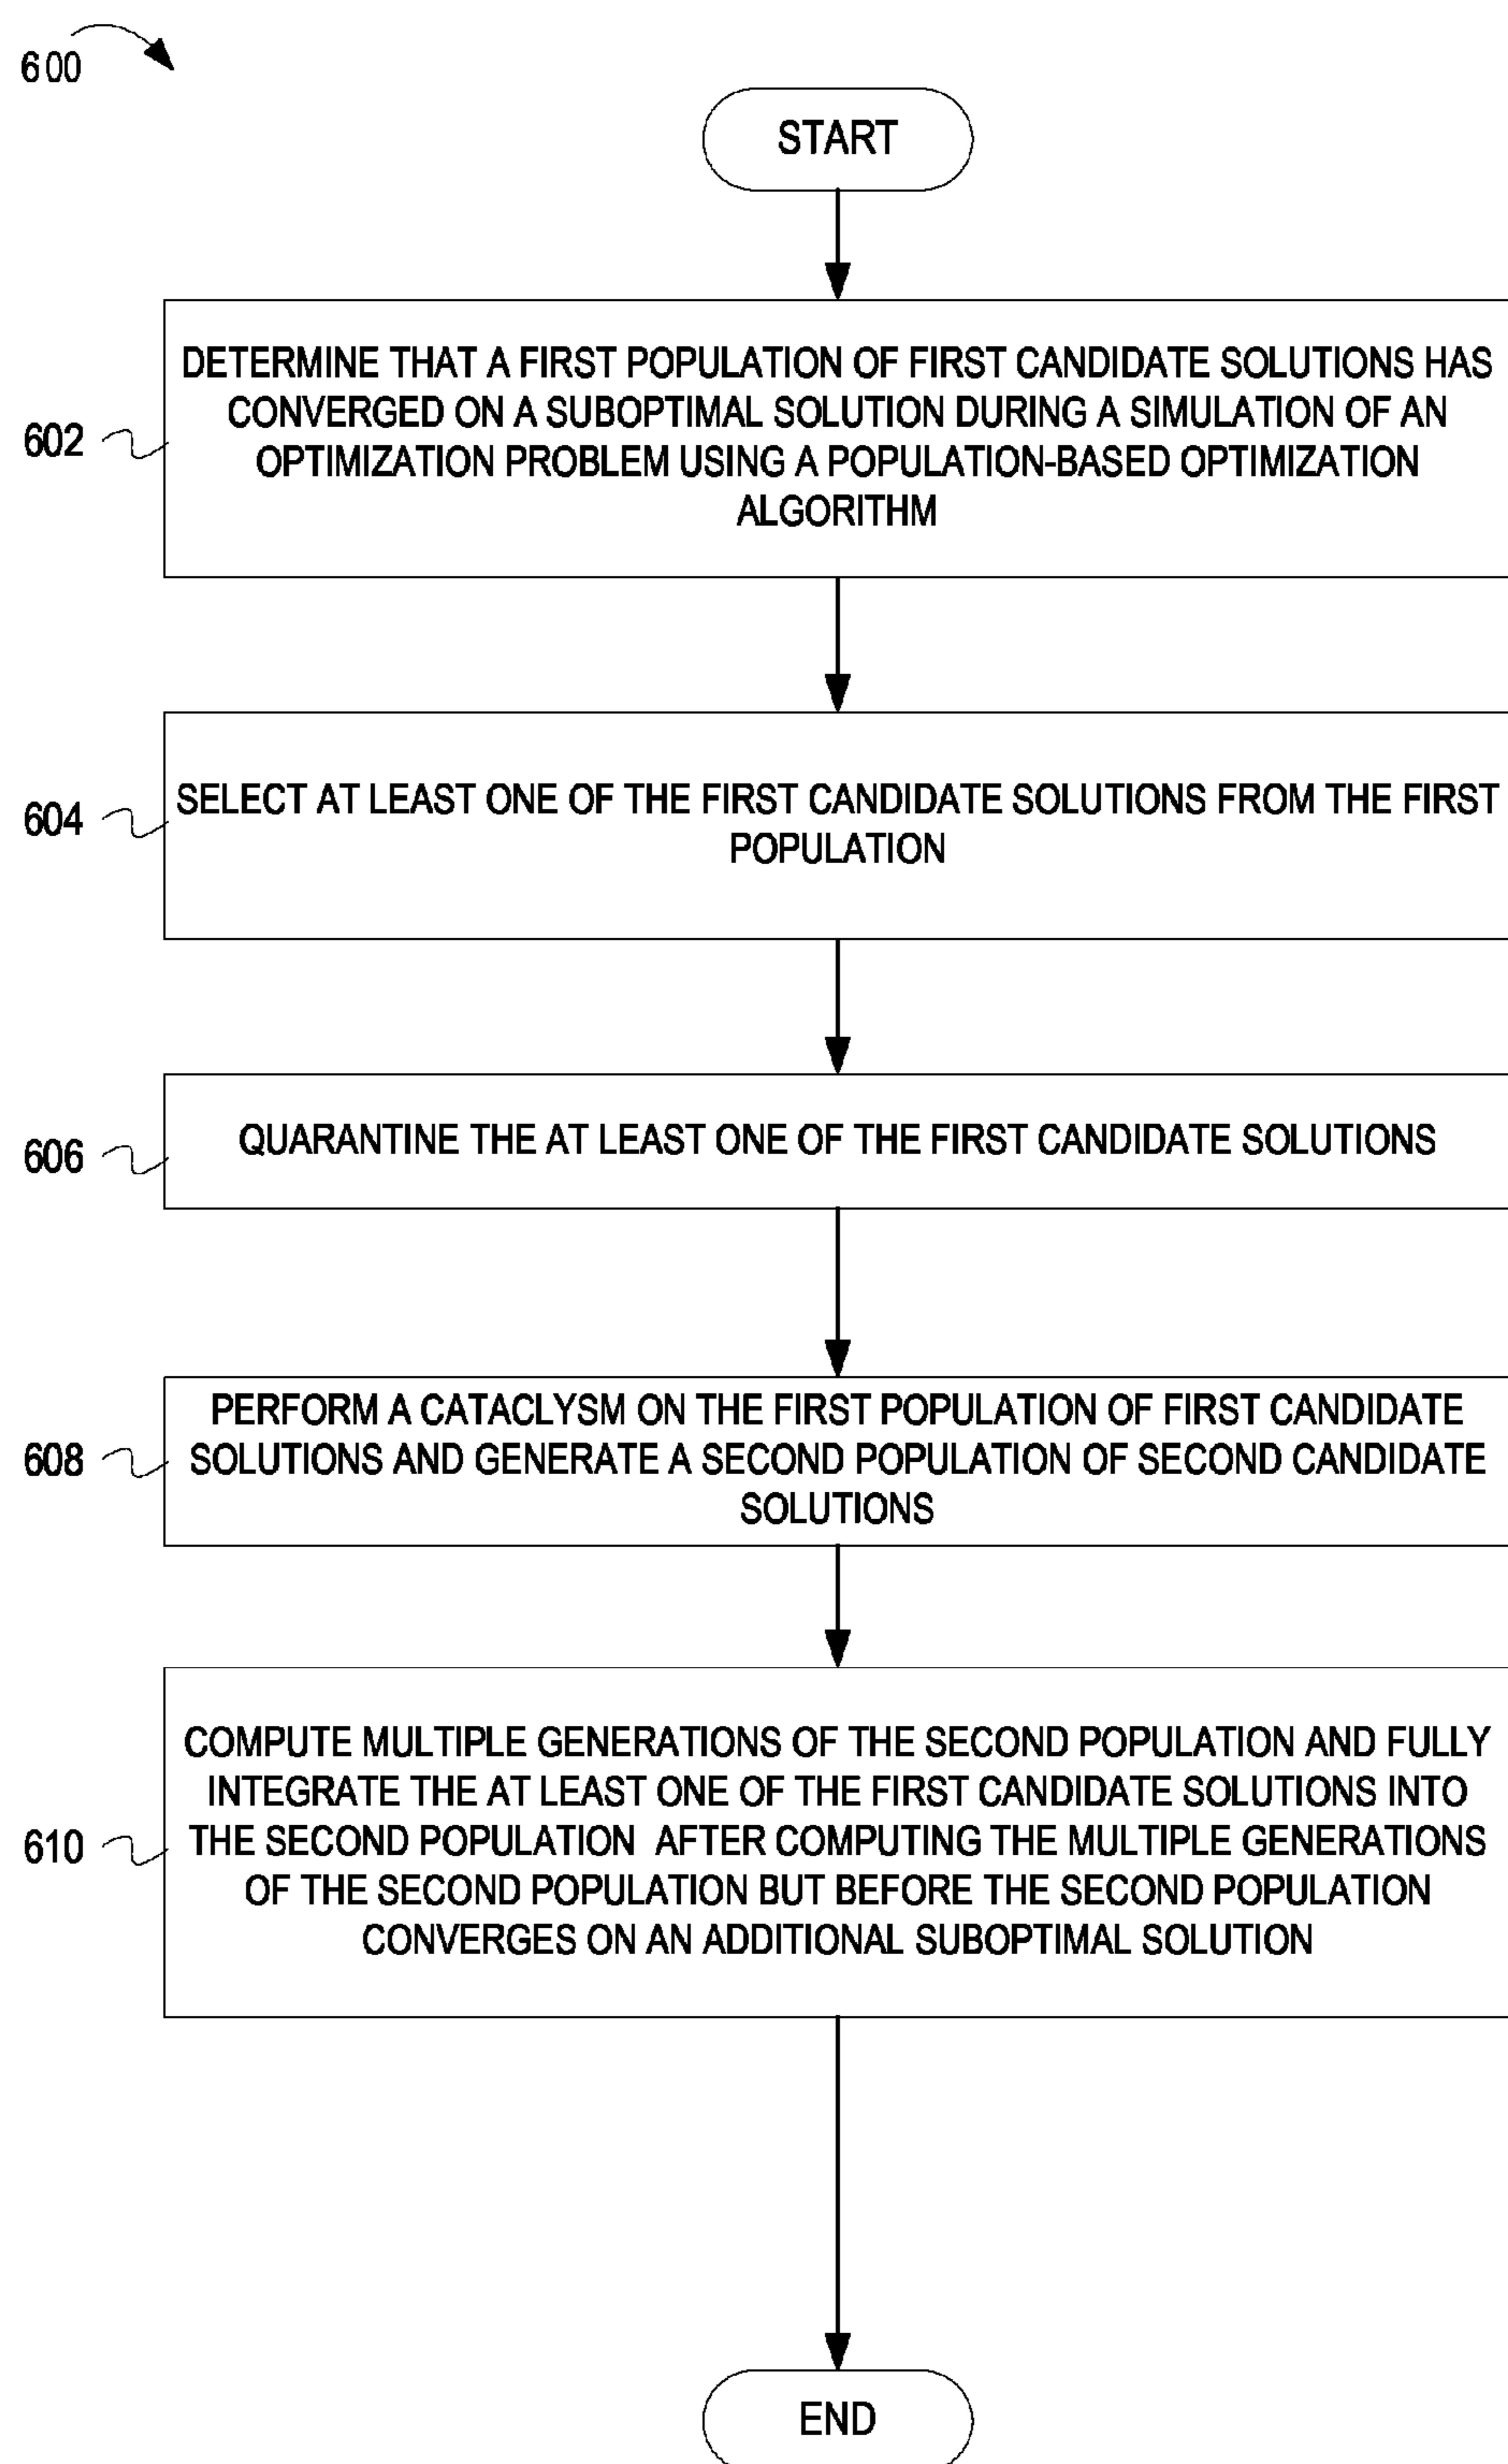 600
START
602
DETERMINE THAT A FIRST POPULATION OF FIRST CANDIDATE SOLUTIONS HAS
CONVERGED ON A SUBOPTIMAL SOLUTION DURING A SIMULATION OF AN
OPTIMIZATION PROBLEM USING A POPULATION-BASED OPTIMIZATION
ALGORITHM
604
SELECT AT LEAST ONE OF THE FIRST CANDIDATE SOLUTIONS FROM THE FIRST
POPULATION
606
QUARANTINE THE AT LEAST ONE OF THE FIRST CANDIDATE SOLUTIONS
608
PERFORM A CATACLYSM ON THE FIRST POPULATION OF FIRST CANDIDATE
SOLUTIONS AND GENERATE A SECOND POPULATION OF SECOND CANDIDATE
SOLUTIONS
610
COMPUTE MULTIPLE GENERATIONS OF THE SECOND POPULATION AND FULLY
INTEGRATE THE AT LEAST ONE OF THE FIRST CANDIDATE SOLUTIONS INTO
THE SECOND POPULATION AFTER COMPUTING THE MULTIPLE GENERATIONS
OF THE SECOND POPULATION BUT BEFORE THE SECOND POPULATION
CONVERGES ON AN ADDITIONAL SUBOPTIMAL SOLUTION
END